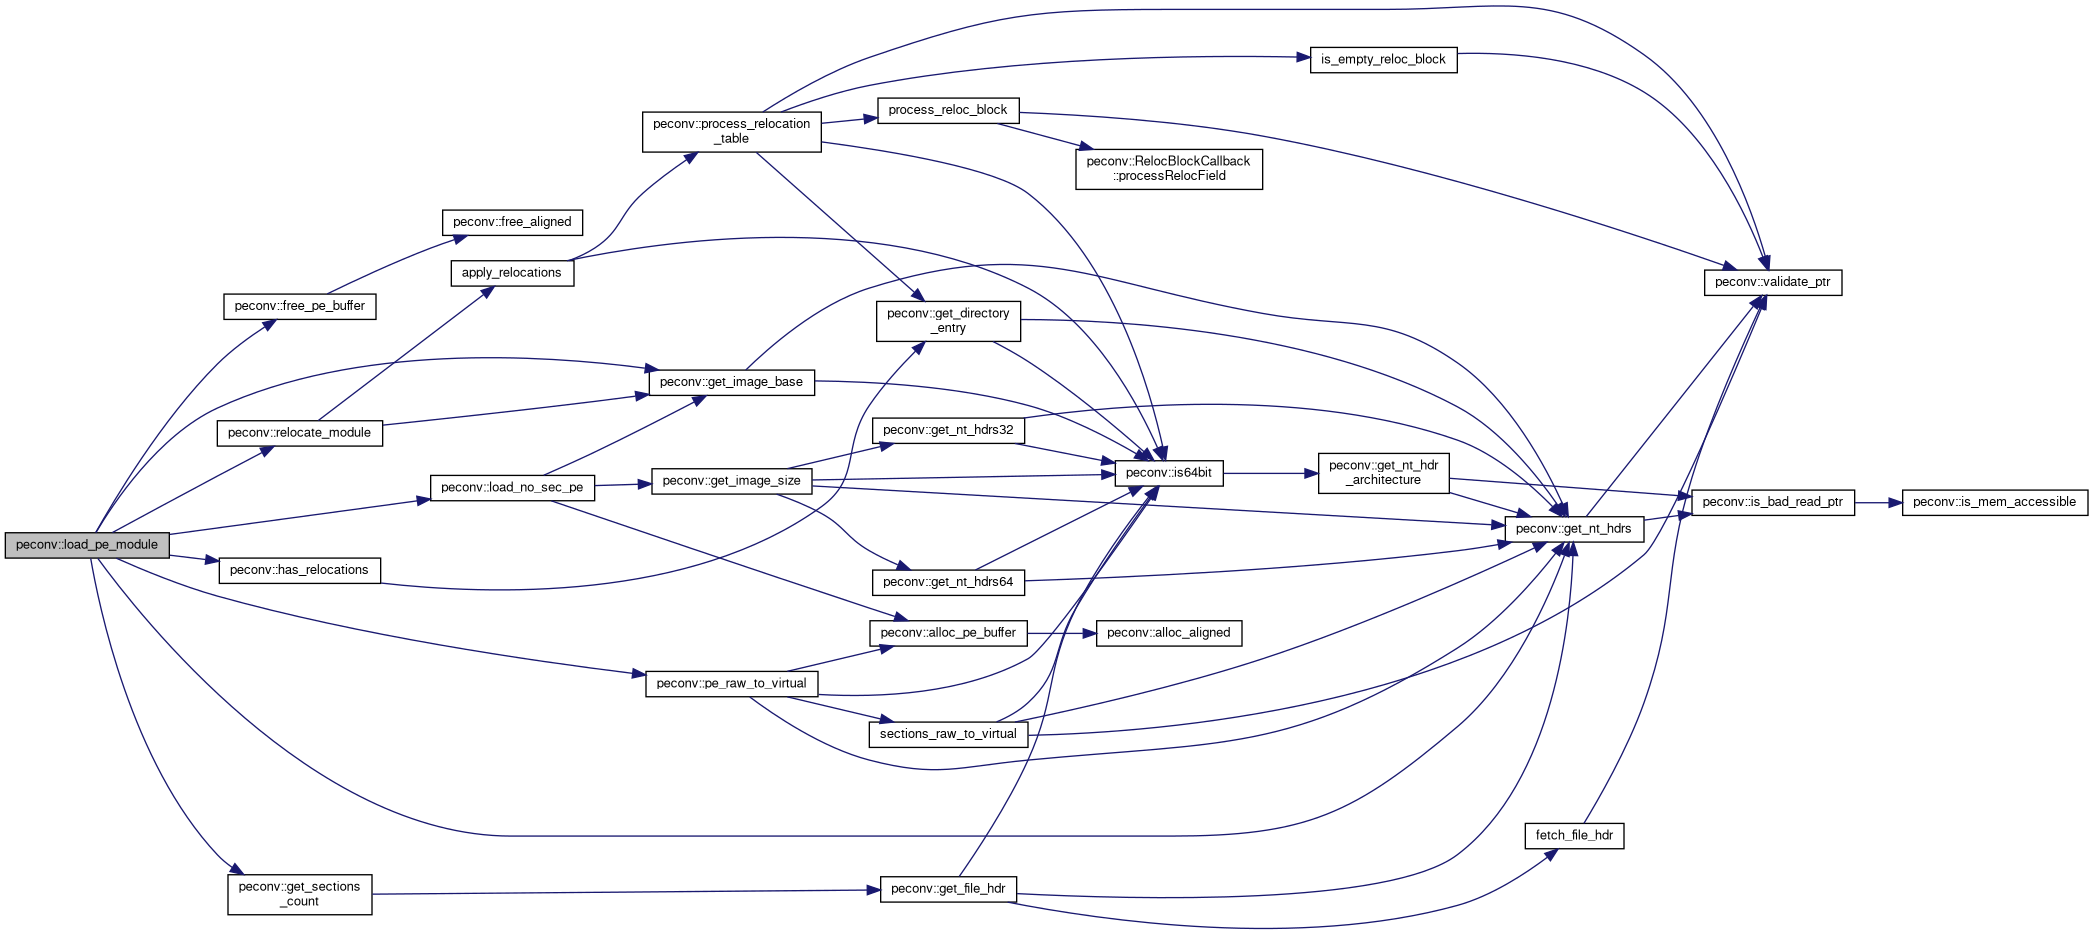 peconv::load_pe_module
peconv::free_pe_buffer
peconv::relocate_module
peconv::has_relocations
peconv::get_sections
_count
peconv::free_aligned
apply_relocations
peconv::load_no_sec_pe
peconv::process_relocation
_table
peconv::get_image_base
peconv::get_image_size
peconv::pe_raw_to_virtual
process_reloc_block
peconv::get_directory
_entry
peconv::get_nt_hdrs32
peconv::get_nt_hdrs64
peconv::alloc_pe_buffer
sections_raw_to_virtual
peconv::get_file_hdr
peconv::RelocBlockCallback
::processRelocField
peconv::is64bit
peconv::alloc_aligned
is_empty_reloc_block
peconv::get_nt_hdr
_architecture
peconv::get_nt_hdrs
fetch_file_hdr
peconv::validate_ptr
peconv::is_bad_read_ptr
peconv::is_mem_accessible